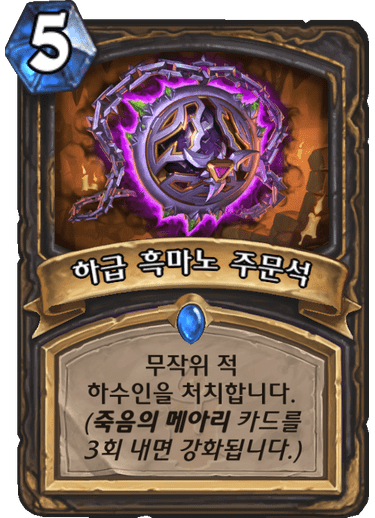 5
하급 흑마노 주문석
무작위 적
하수인을 처치합니다.
(죽음의 메아리 카드를
3회 내면 강화됩니다.)